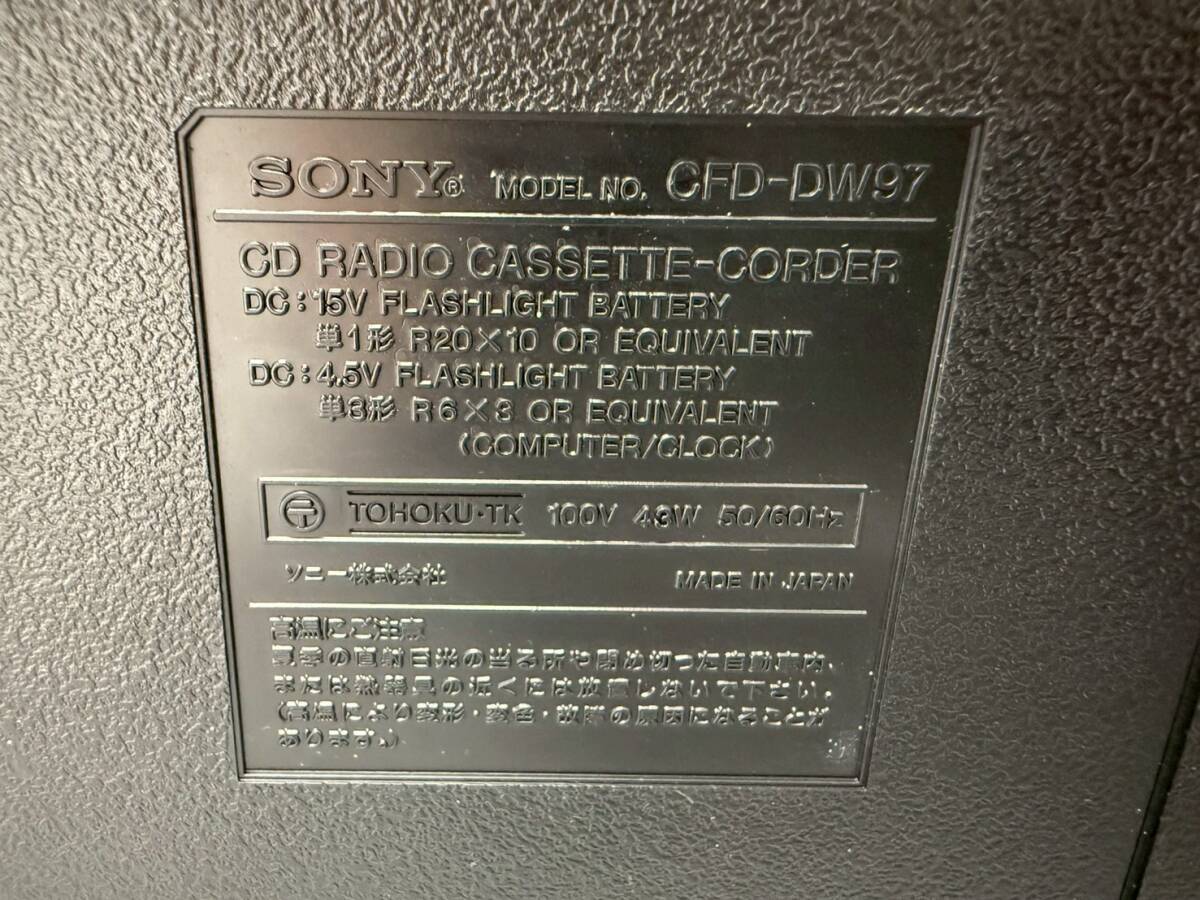 SONY® MODEL NO. CFD-DW97
CD RADIO CASSETTE-CORDER
DC:15V FLASHLIGHT BATTERY
単1形 R20×10 OR EQUIVALENT
DC:4.5V FLASHLIGHT BATTERY
単3形 R6×3 OR EQUIVALENT
(COMPUTER/CLOCK)
TOHOKU·TK 100V 43W 50/60Hz
ソニー株式会社 MADE IN JAPAN
高温にご注意
の直射日光の所や閉め切った自動車内、
または熱器具の近くには放置しないで下さい。
(高温により変形・変色・故障の原因になることが
あります。)